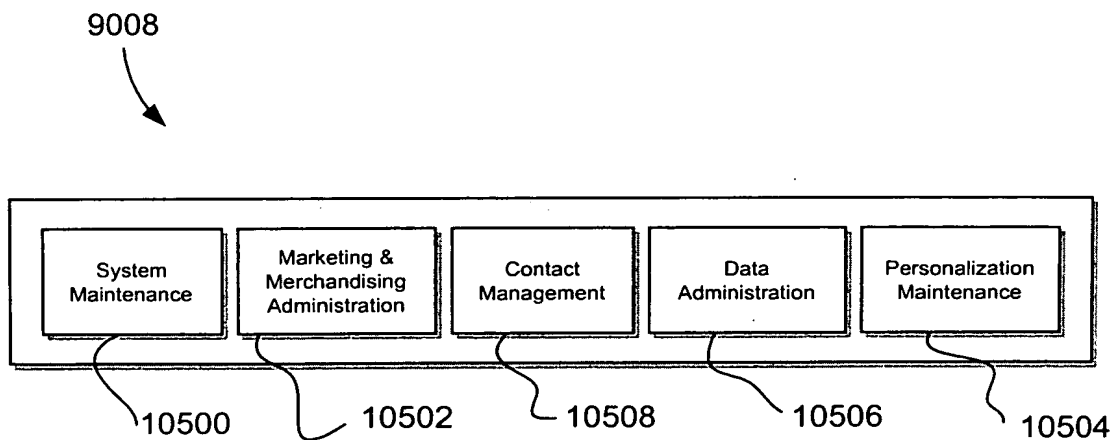 9008
System
Maintenance
Marketing &
Merchandising
Administration
Contact
Management
Data
Administration
Personalization
Maintenance
10500
10502
10508
10506
10504